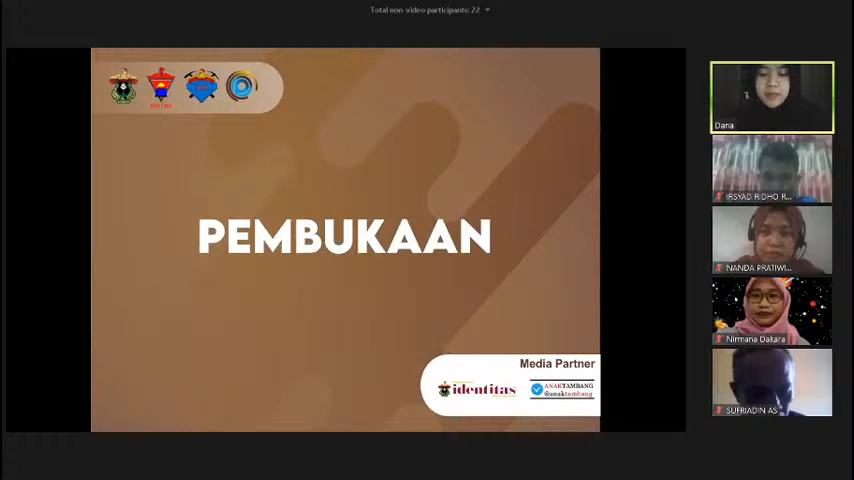 Total non-video participants: 22
PEMBUKAAN
Media Partner
identitas
ANAKTAMBANG
@anaktambang
Dana
IRSYAD RIDHO R...
NANDA PRATIWI...
Nirmana Dakara
SUFRIADIN AS